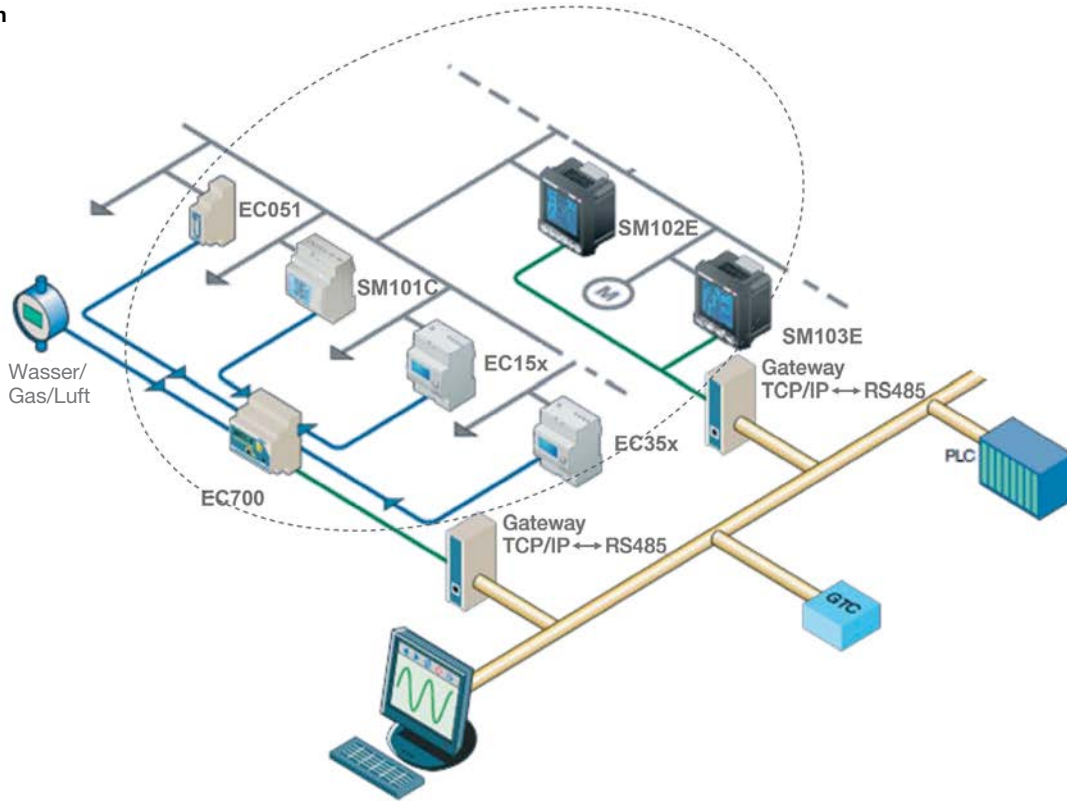 n
EC051
SM102E
SM101C
M
SM103E
EC15x
Wasser/
Gas/Luft
Gateway
TCP/IP ↔ RS485
EC35x
PLC
EC700
Gateway
TCP/IP ↔ RS485
GTC